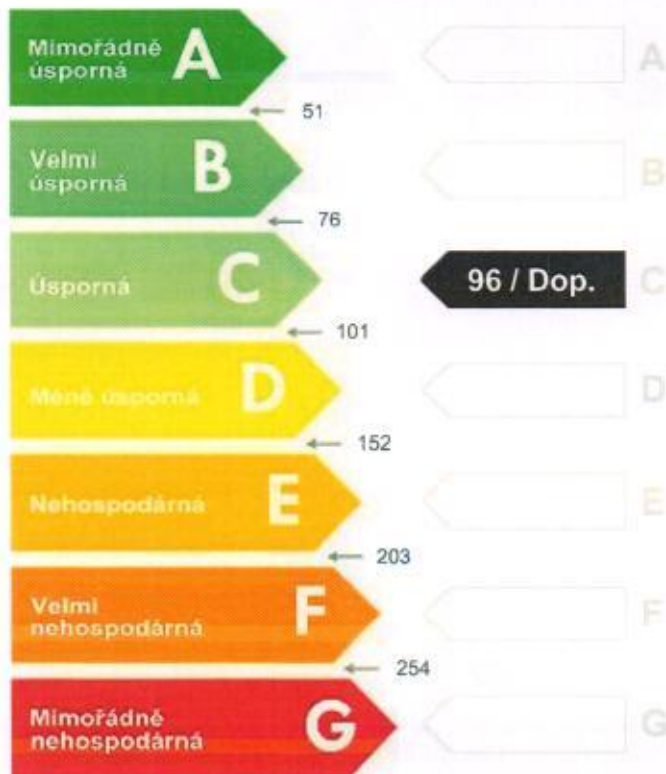 Mimořádně
úsporná
A
A
51
Velmi
úsporná
B
B
76
Úsporná
C
96 / Dop.
C
101
Méně úsporná
D
D
152
Nehospodárná
E
E
203
Velmi
nehospodárná
F
F
254
Mimořádně
nehospodárná
G
G